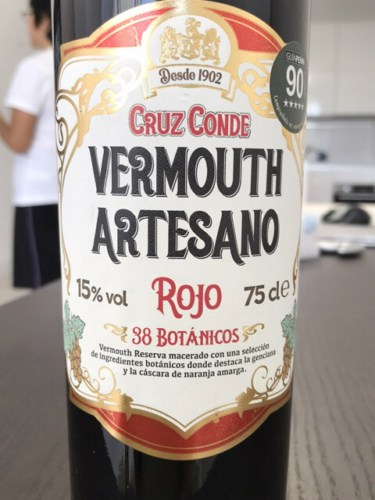 Desde 1902
GUÍAPEÑÍN
90
★★★★★
CRUZ CONDE
VERMOUTH
ARTESANO
15% vol ROJO 75 cl e
38 BOTÁNICOS
Vermouth Reserva macerado con una selección
de ingredientes botánicos donde destaca la genciana
y la cáscara de naranja amarga.